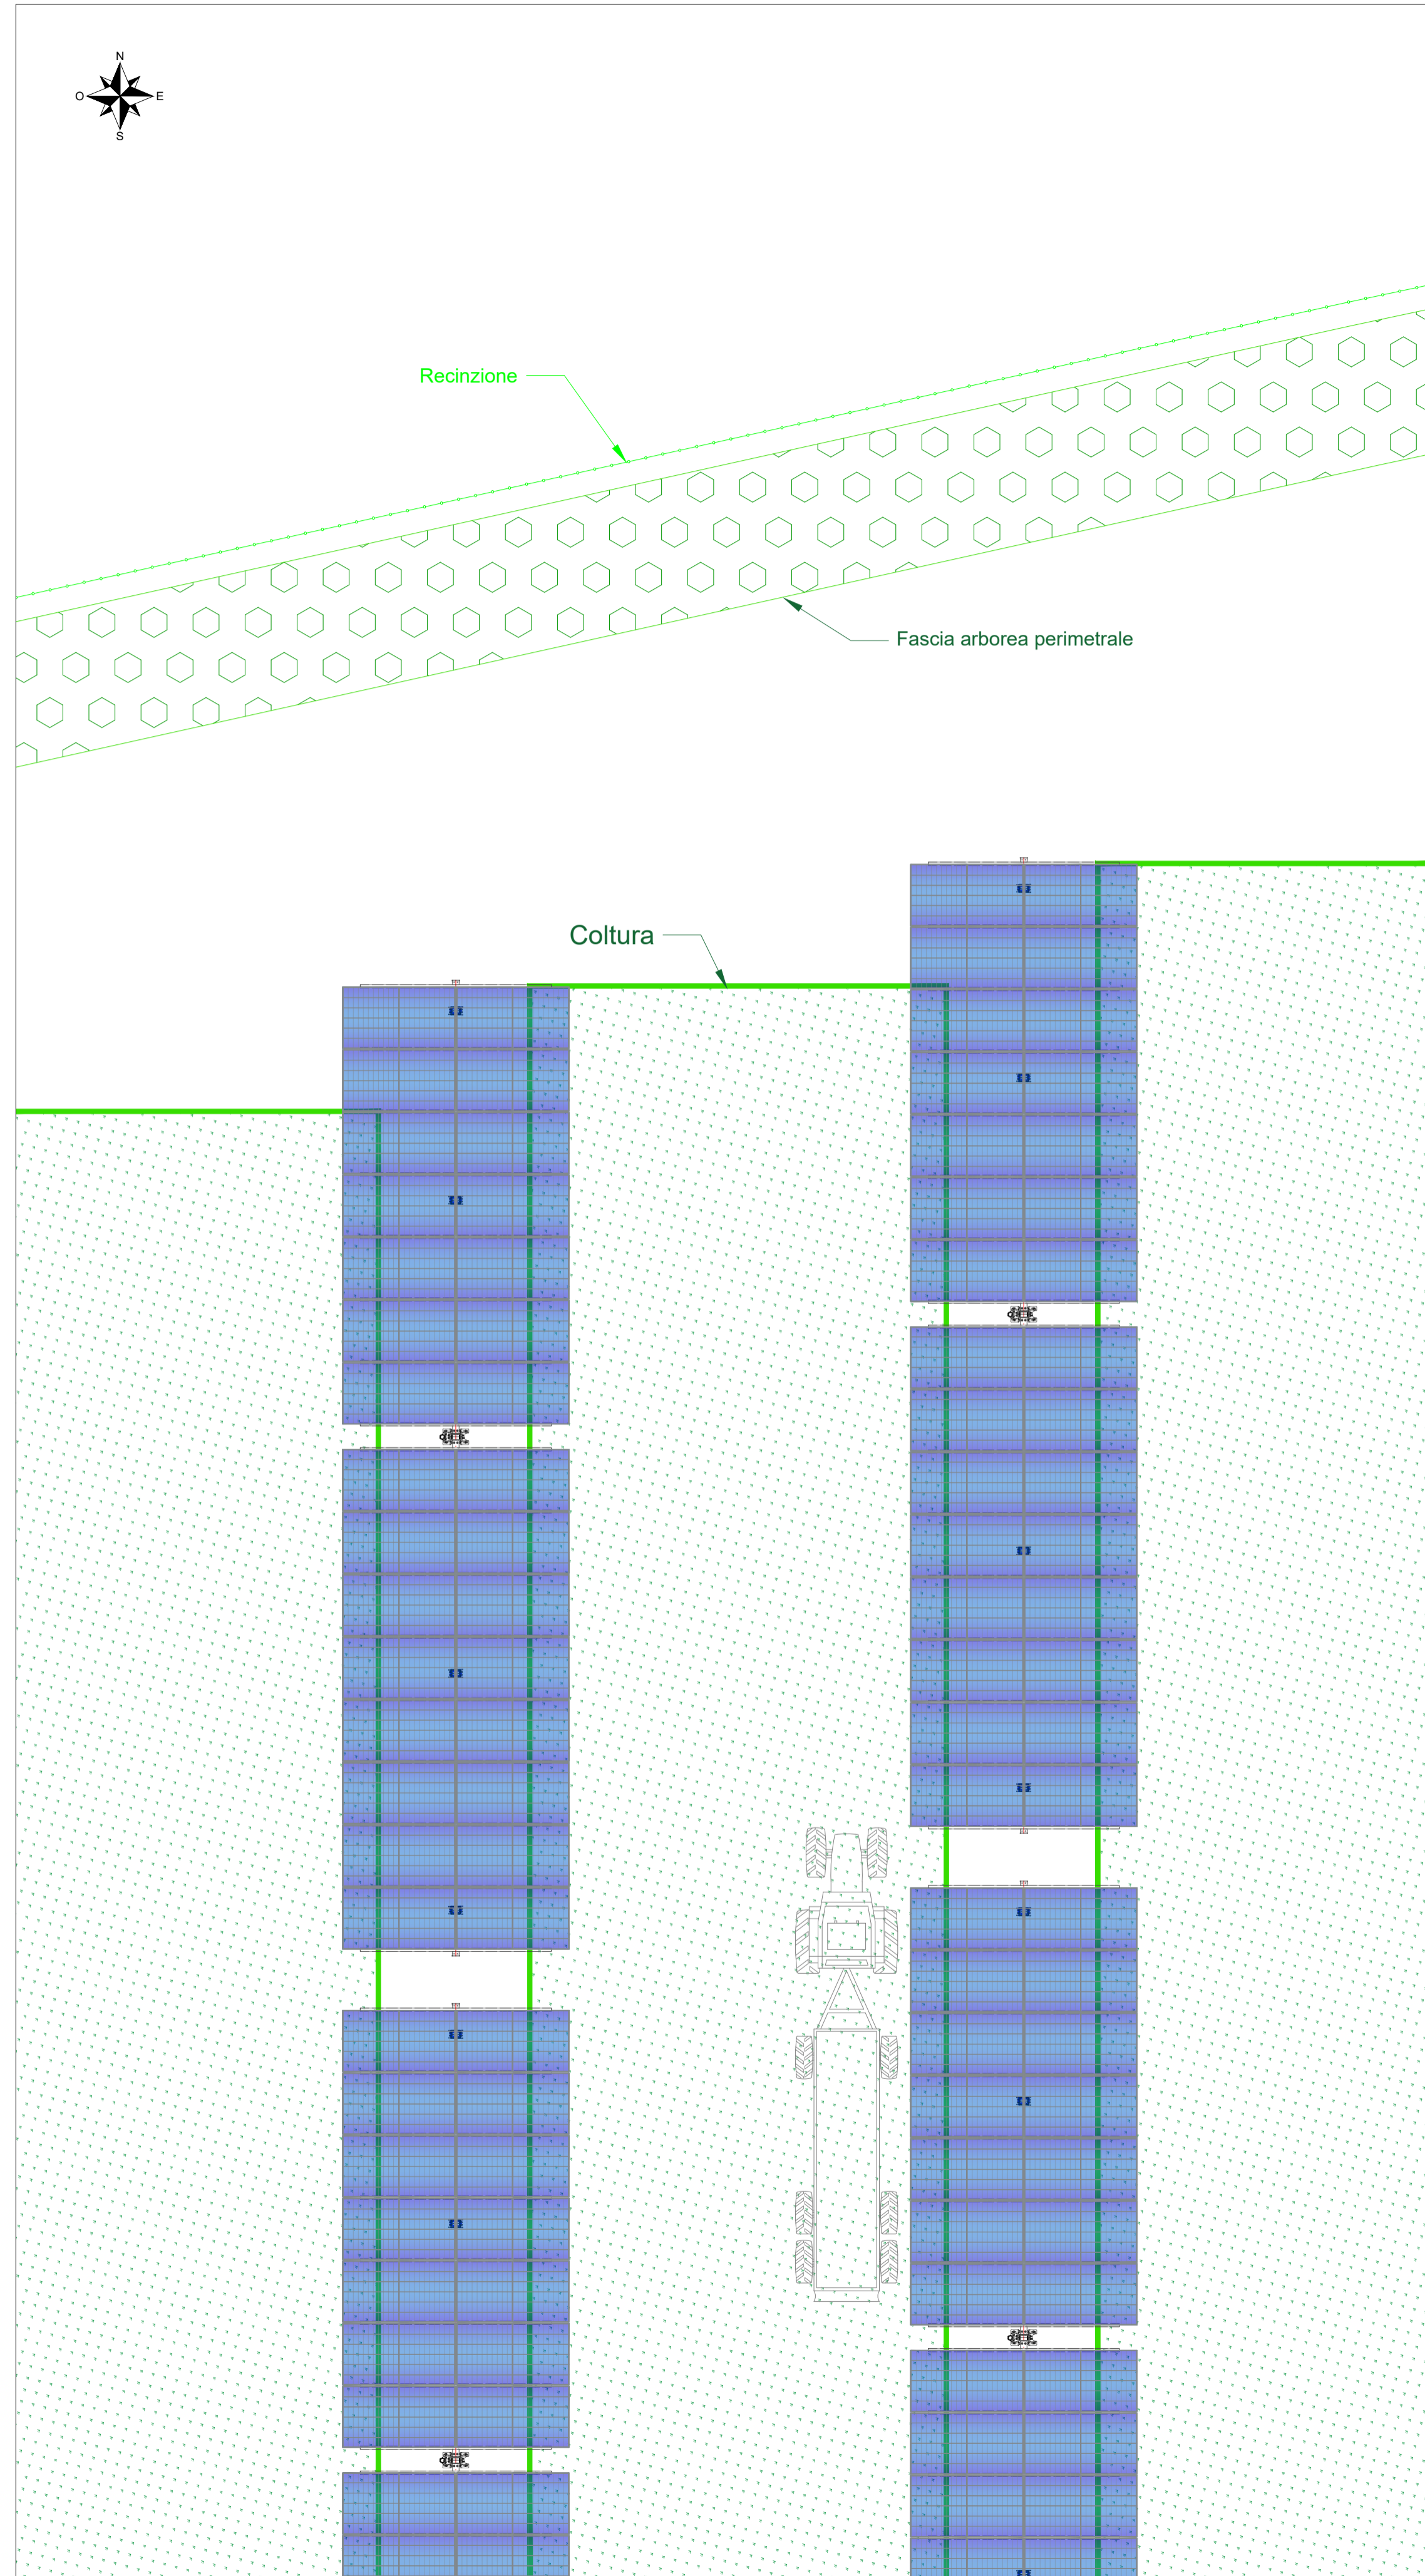 N
O E
S
Recinzione
Fascia arborea perimetrale
Coltura